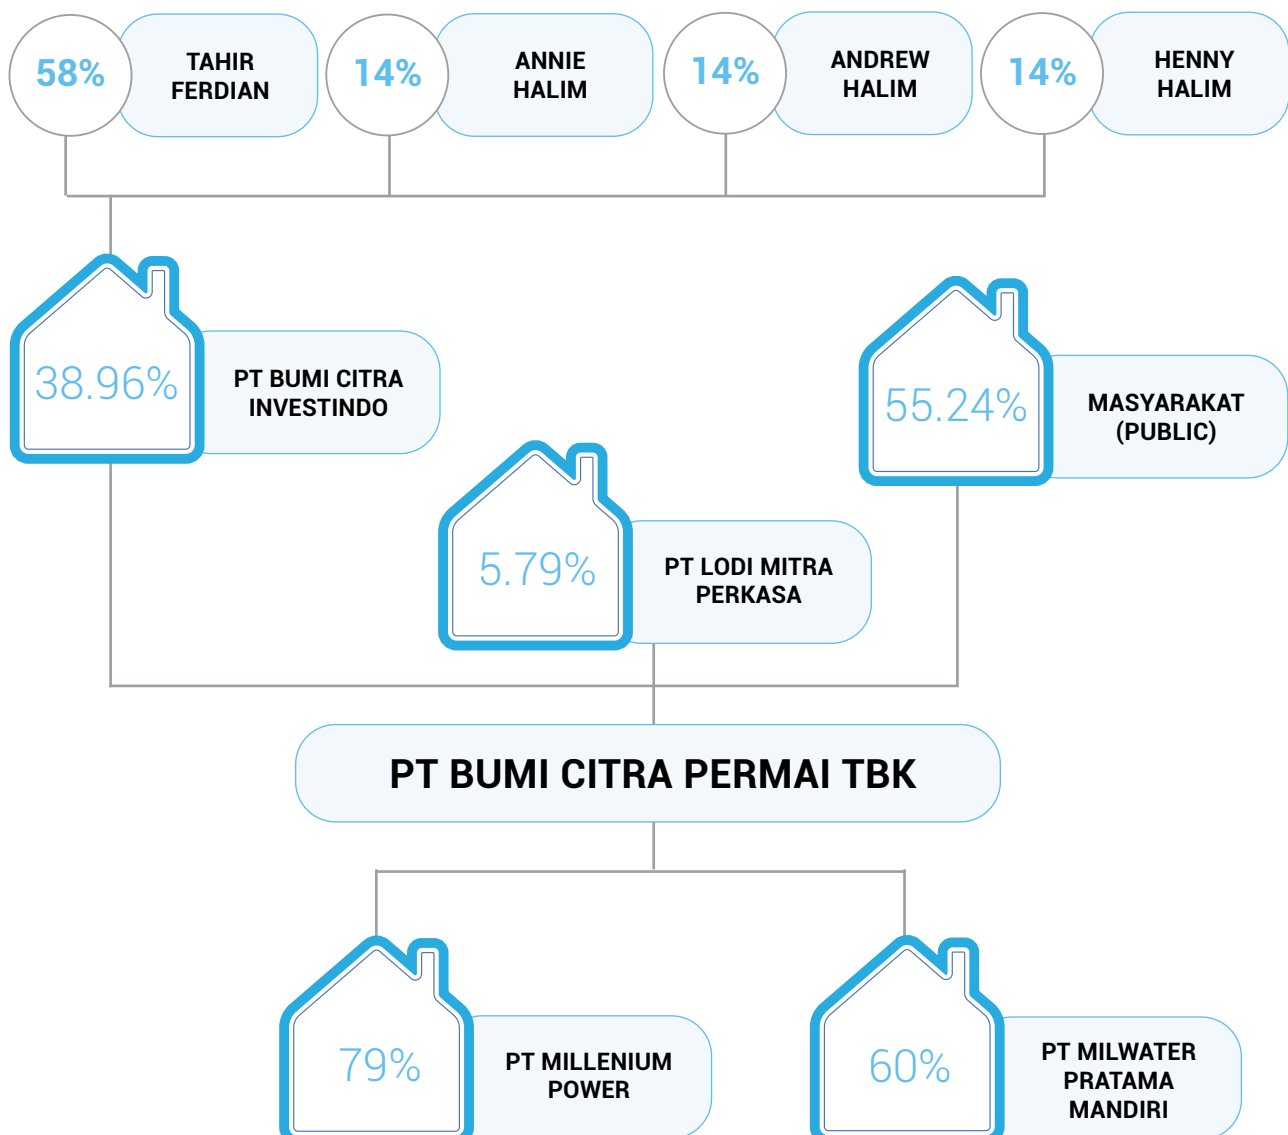 58%
TAHIR
FERDIAN
14%
ANNIE
HALIM
14%
ANDREW
HALIM
14%
HENNY
HALIM
38.96%
PT BUMI CITRA
INVESTINDO
55.24%
MASYARAKAT
(PUBLIC)
5.79%
PT LODI MITRA
PERKASA
PT BUMI CITRA PERMAI TBK
79%
PT MILLENIUM
POWER
60%
PT MILWATER
PRATAMA
MANDIRI